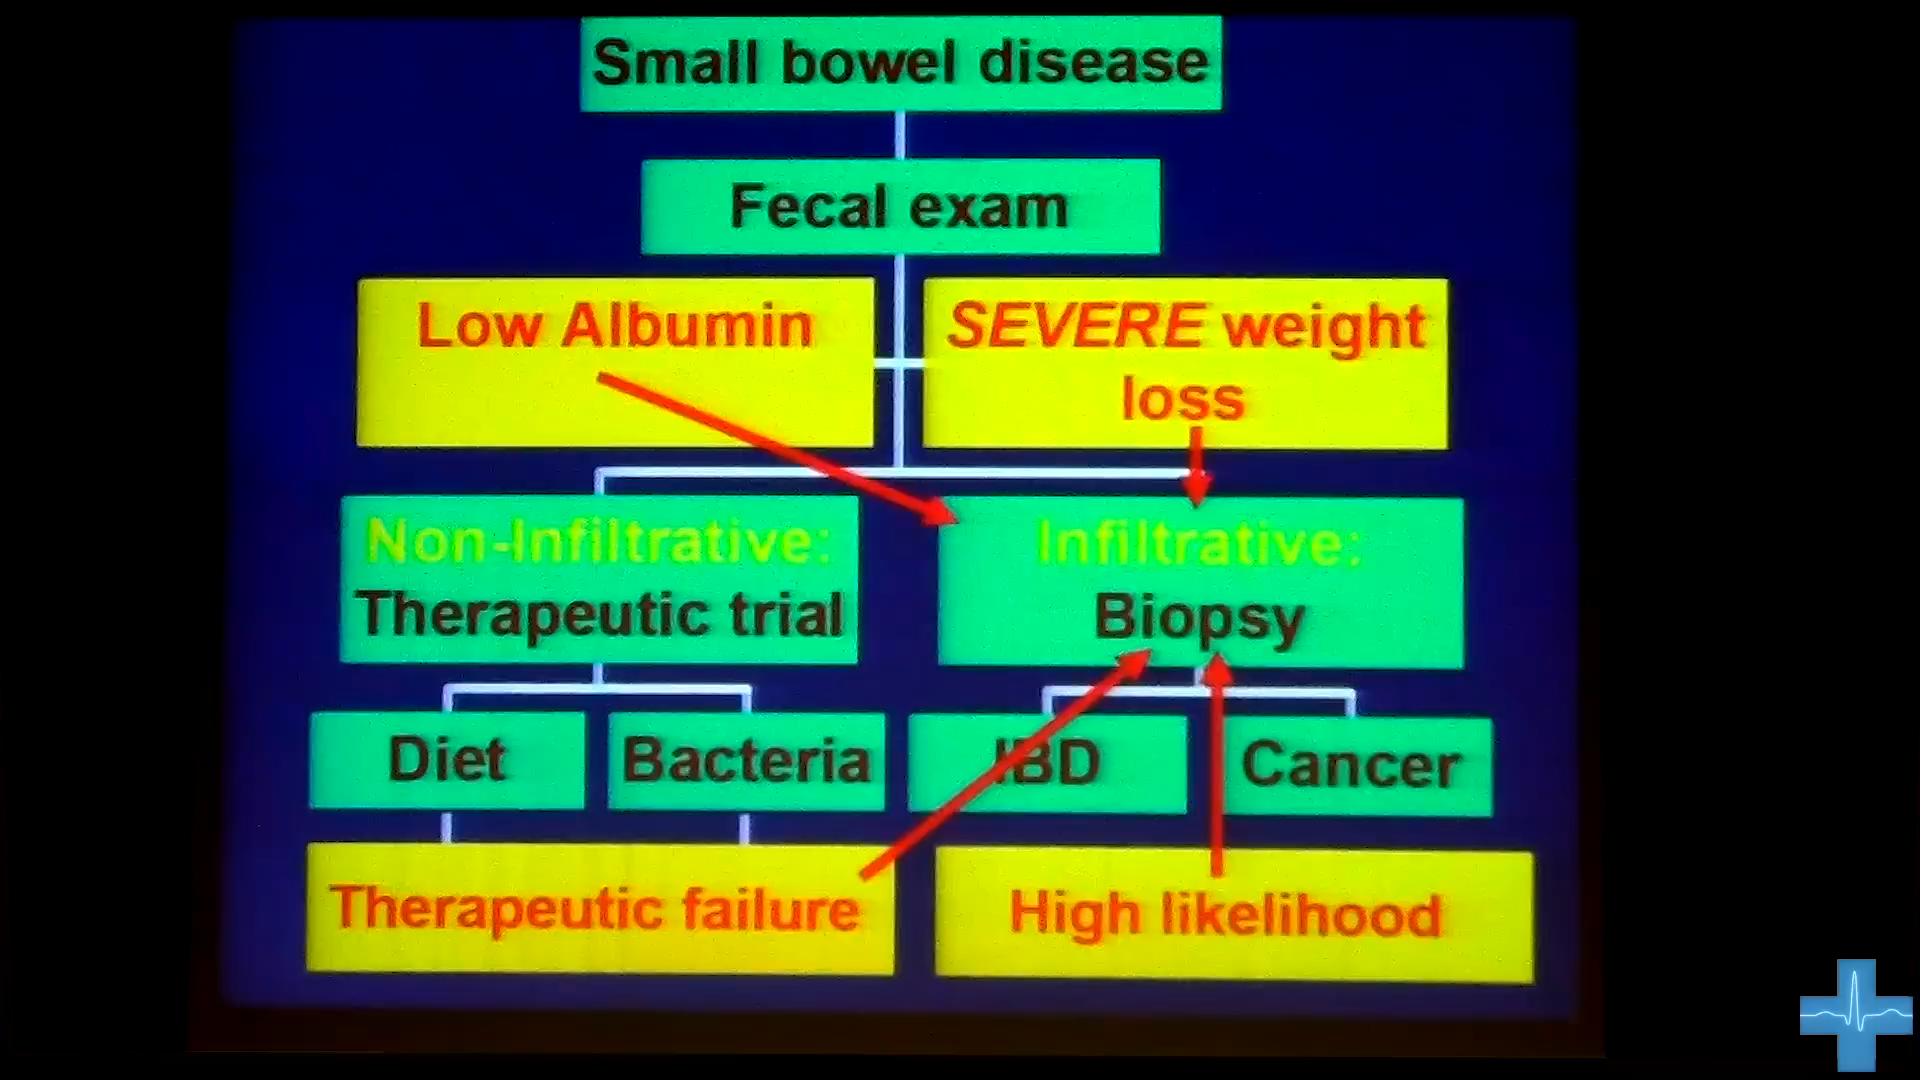 Small bowel disease
Fecal exam
Low Albumin
SEVERE weight
loss
Non-Infiltrative:
Therapeutic trial
Infiltrative:
Biopsy
Diet
Bacteria
IBD
Cancer
Therapeutic failure
High likelihood